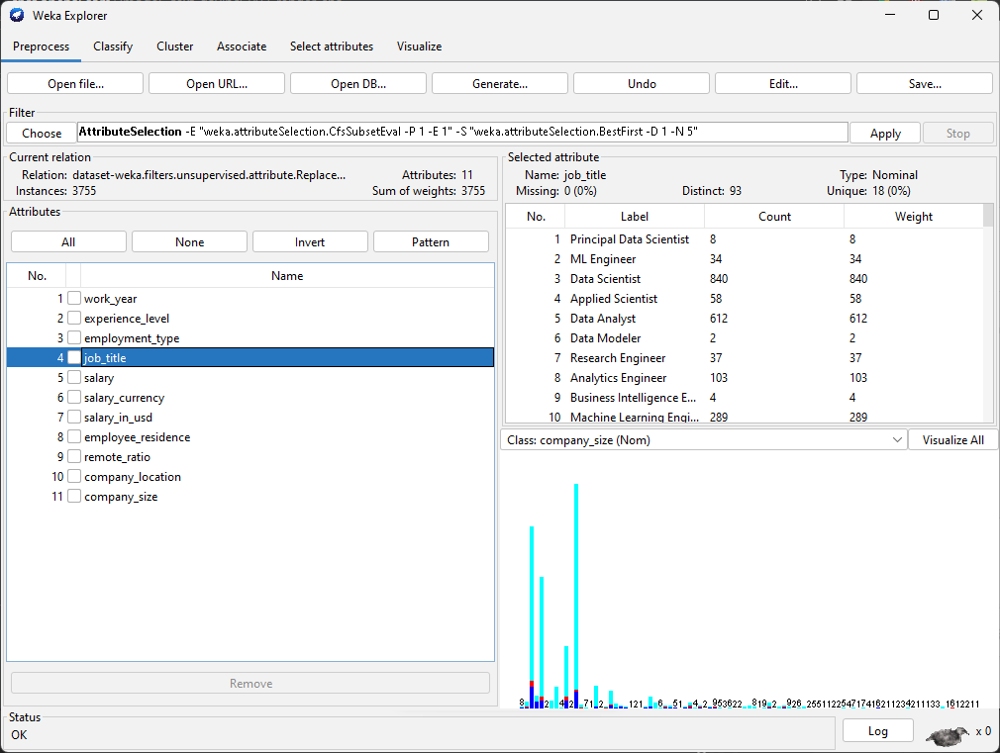 Weka Explorer
Preprocess Classify Cluster Associate Select attributes Visualize
Open file... Open URL... Open DB... Generate... Undo Edit... Save...
Filter
Choose AttributeSelection -E "weka.attributeSelection.CfsSubsetEval -P 1 -E 1" -S "weka.attributeSelection.BestFirst -D 1 -N 5" Apply Stop
Current relation
Relation: dataset-weka.filters.unsupervised.attribute.Replace... Attributes: 11
Instances: 3755 Sum of weights: 3755
Attributes
All None Invert Pattern
No. Name
1 work_year
2 experience_level
3 employment_type
4 job_title
5 salary
6 salary_currency
7 salary_in_usd
8 employee_residence
9 remote_ratio
10 company_location
11 company_size
Remove
Selected attribute
Name: job_title Type: Nominal
Missing: 0 (0%) Distinct: 93 Unique: 18 (0%)
No. Label Count Weight
1 Principal Data Scientist 8 8
2 ML Engineer 34 34
3 Data Scientist 840 840
4 Applied Scientist 58 58
5 Data Analyst 612 612
6 Data Modeler 2 2
7 Research Engineer 37 37
8 Analytics Engineer 103 103
9 Business Intelligence E... 4 4
10 Machine Learning Engi... 289 289
Class: company_size (Nom) Visualize All
Status
OK
Log x 0